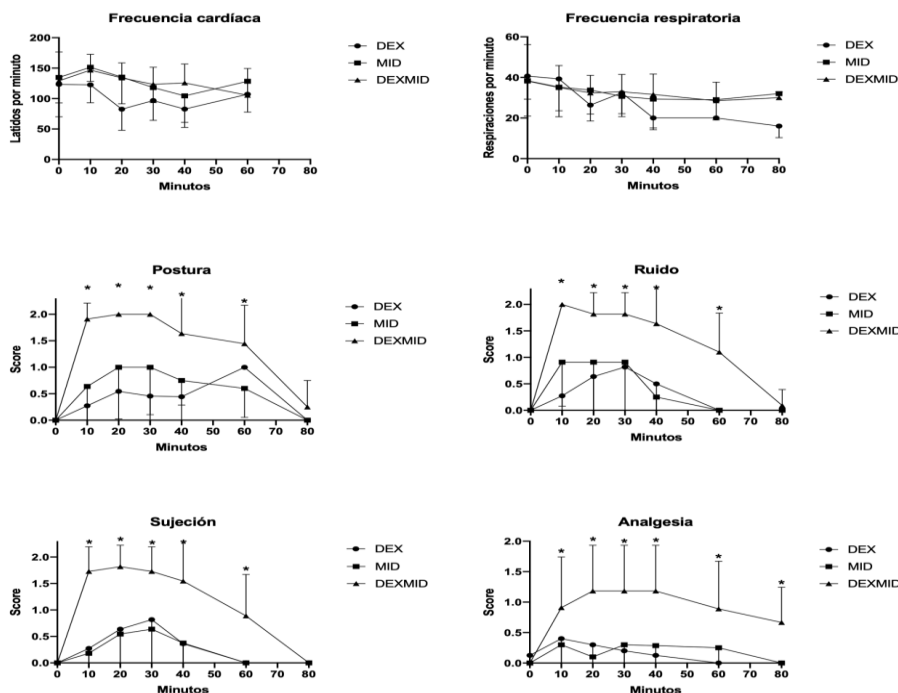 Frecuencia cardíaca
Latidos por minuto
200
150
100
50
0
0 10 20 30 40 50 60 70 80
Minutos
DEX
MID
DEXMID
Frecuencia respiratoria
Respiraciones por minuto
60
40
20
0
0 10 20 30 40 50 60 70 80
Minutos
DEX
MID
DEXMID
Postura
* * * * *
Score
2.0
1.5
1.0
0.5
0.0
0 10 20 30 40 50 60 70 80
Minutos
DEX
MID
DEXMID
Ruido
* * * * *
Score
2.0
1.5
1.0
0.5
0.0
0 10 20 30 40 50 60 70 80
Minutos
DEX
MID
DEXMID
Sujeción
* * * * *
Score
2.0
1.5
1.0
0.5
0.0
0 10 20 30 40 50 60 70 80
Minutos
DEX
MID
DEXMID
Analgesia
* * * * * *
Score
2.0
1.5
1.0
0.5
0.0
0 10 20 30 40 50 60 70 80
Minutos
DEX
MID
DEXMID